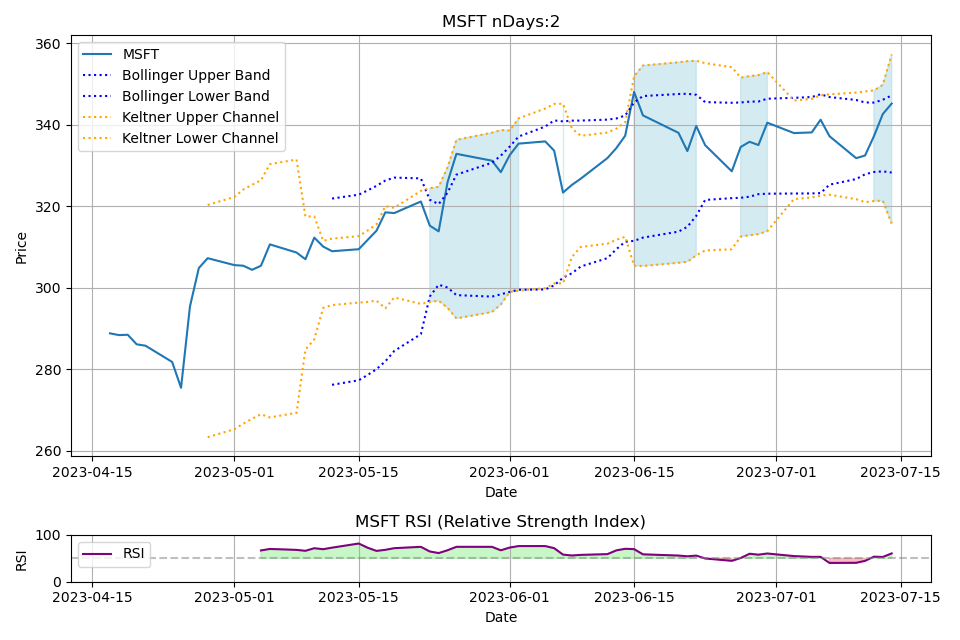 MSFT nDays:2
360
340
320
300
280
260
Price
MSFT
Bollinger Upper Band
Bollinger Lower Band
Keltner Upper Channel
Keltner Lower Channel
2023-04-15 2023-05-01 2023-05-15 2023-06-01 2023-06-15 2023-07-01 2023-07-15
Date
MSFT RSI (Relative Strength Index)
100
0
RSI
RSI
2023-04-15 2023-05-01 2023-05-15 2023-06-01 2023-06-15 2023-07-01 2023-07-15
Date